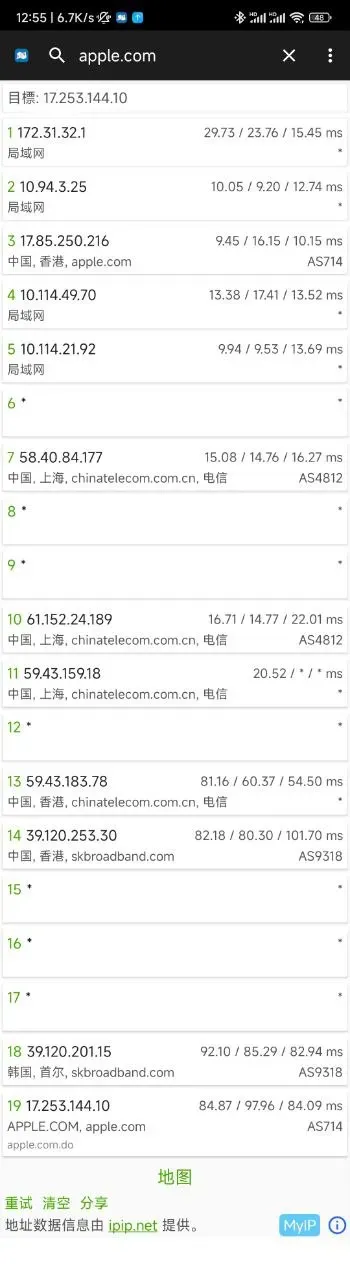 12:55 | 6.7K/s
HD HD 48
apple.com
目標: 17.253.144.10
1 172.31.32.1 29.73 / 23.76 / 15.45 ms
局域网 *
2 10.94.3.25 10.05 / 9.20 / 12.74 ms
局域网 *
3 17.85.250.216 9.45 / 16.15 / 10.15 ms
中国, 香港, apple.com AS714
4 10.114.49.70 13.38 / 17.41 / 13.52 ms
局域网 *
5 10.114.21.92 9.94 / 9.53 / 13.69 ms
局域网 *
6 * *
7 58.40.84.177 15.08 / 14.76 / 16.27 ms
中国, 上海, chinatelecom.com.cn, 电信 AS4812
8 * *
9 * *
10 61.152.24.189 16.71 / 14.77 / 22.01 ms
中国, 上海, chinatelecom.com.cn, 电信 AS4812
11 59.43.159.18 20.52 / * / * ms
中国, 上海, chinatelecom.com.cn, 电信 *
12 * *
13 59.43.183.78 81.16 / 60.37 / 54.50 ms
中国, 香港, chinatelecom.com.cn, 电信 *
14 39.120.253.30 82.18 / 80.30 / 101.70 ms
中国, 香港, skbroadband.com AS9318
15 * *
16 * *
17 * *
18 39.120.201.15 92.10 / 85.29 / 82.94 ms
韩国, 首尔, skbroadband.com AS9318
19 17.253.144.10 84.87 / 97.96 / 84.09 ms
APPLE.COM, apple.com AS714
apple.com.do
地图
重试 清空 分享
地址数据信息由 ipip.net 提供。 MyIP